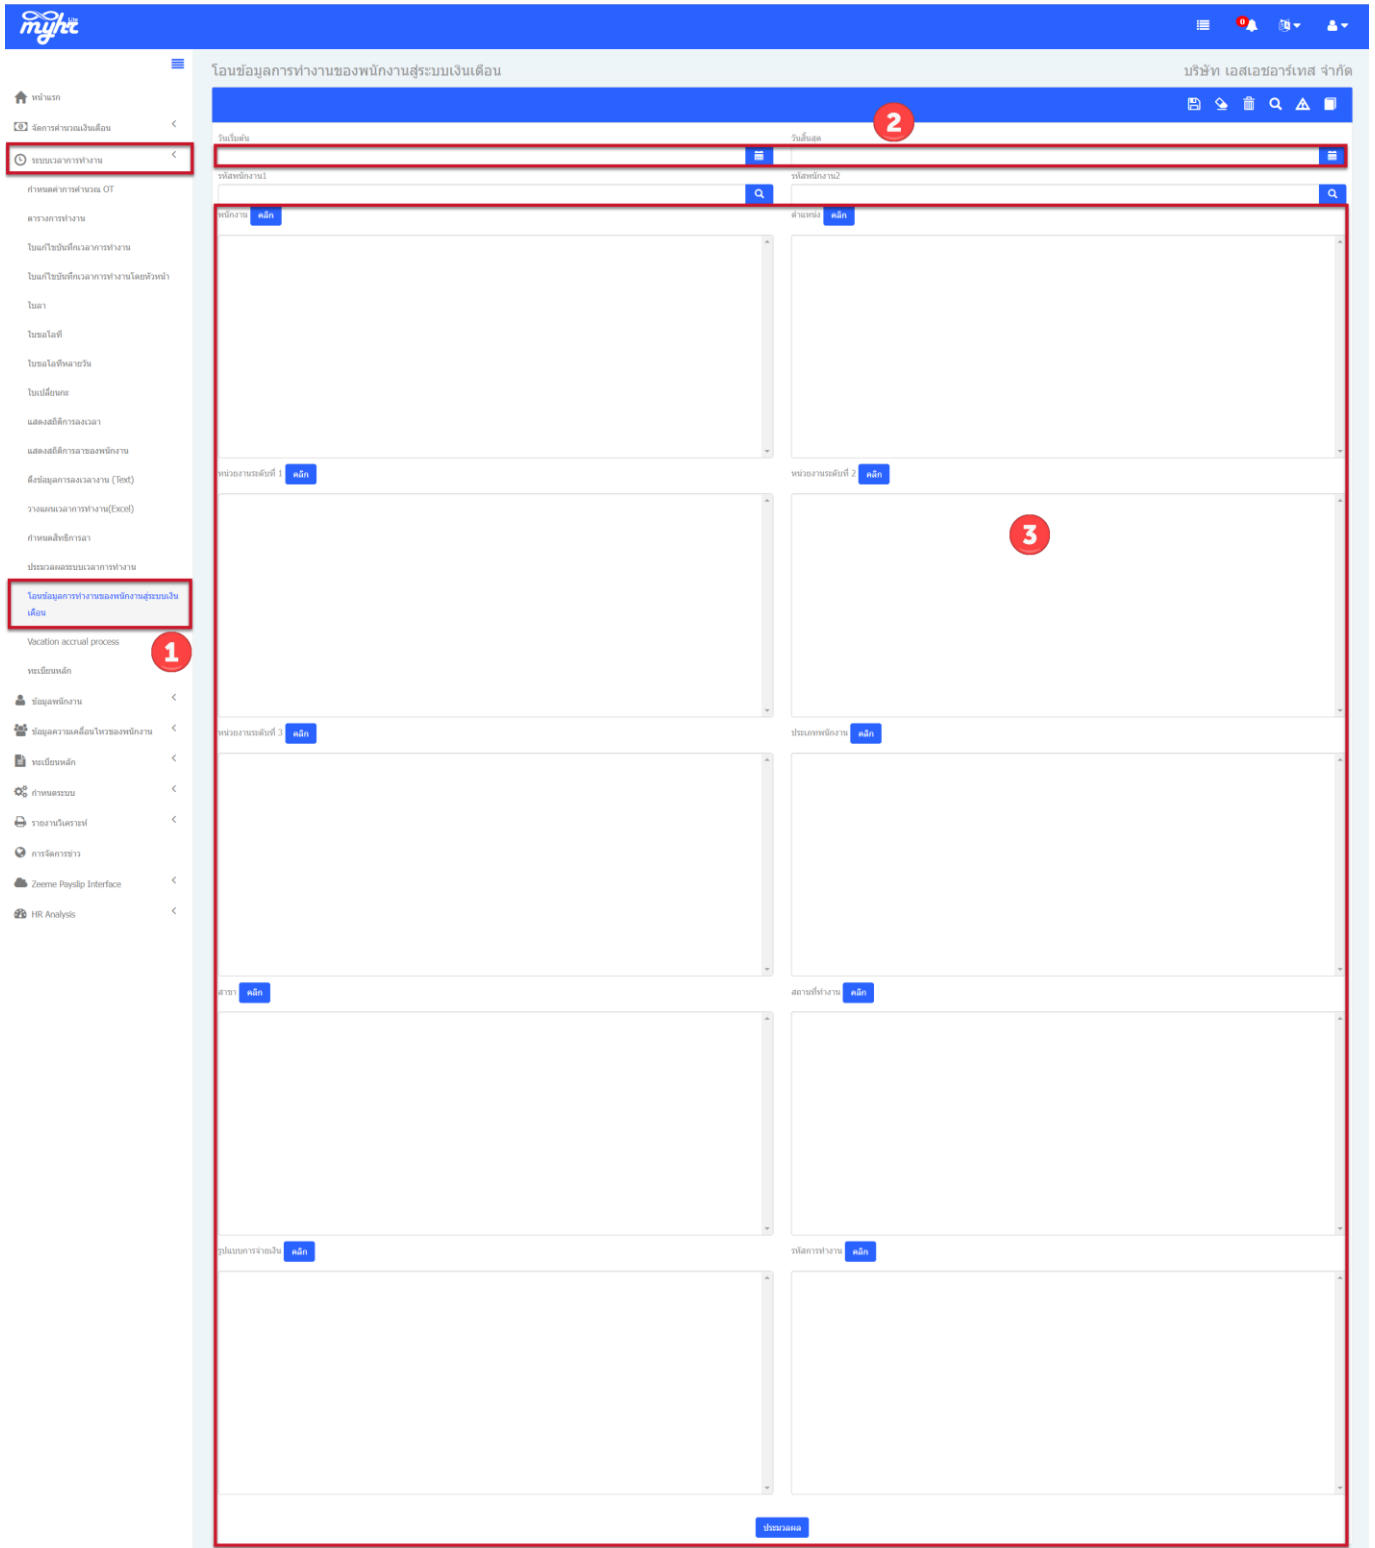 myhr Lite
0
โอนข้อมูลการทำงานของพนักงานสู่ระบบเงินเดือน
บริษัท เอสเอชอาร์เทส จำกัด
หน้าแรก
จัดการคำนวณเงินเดือน
ระบบเวลาการทำงาน
กำหนดค่าการคำนวณ OT
ตารางการทำงาน
ใบแก้ไขบันทึกเวลาการทำงาน
ใบแก้ไขบันทึกเวลาการทำงานโดยหัวหน้า
ใบลา
ใบขอโอที
ใบขอโอทีหลายวัน
ใบเปลี่ยนกะ
แสดงสถิติการลงเวลา
แสดงสถิติการลาของพนักงาน
ดึงข้อมูลการลงเวลางาน (Text)
วางแผนเวลาการทำงาน(Excel)
กำหนดสิทธิการลา
ประมวลผลระบบเวลาการทำงาน
โอนข้อมูลการทำงานของพนักงานสู่ระบบเงิน
เดือน
Vacation accrual process
1
ทะเบียนหลัก
ข้อมูลพนักงาน
ข้อมูลความเคลื่อนไหวของพนักงาน
ทะเบียนหลัก
กำหนดระบบ
รายงานวิเคราะห์
การจัดการข่าว
Zeeme Payslip Interface
HR Analysis
2
วันเริ่มต้น
วันสิ้นสุด
รหัสพนักงาน1
รหัสพนักงาน2
พนักงาน คลิก
ตำแหน่ง คลิก
หน่วยงานระดับที่ 1 คลิก
หน่วยงานระดับที่ 2 คลิก
3
หน่วยงานระดับที่ 3 คลิก
ประเภทพนักงาน คลิก
สาขา คลิก
สถานที่ทำงาน คลิก
รูปแบบการจ่ายเงิน คลิก
รหัสการทำงาน คลิก
ประมวลผล